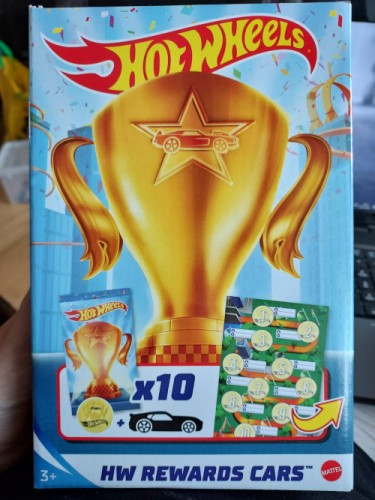 HOT WHEELS
HOT WHEELS
x10
+
3+
HW REWARDS CARS™
MATTEL